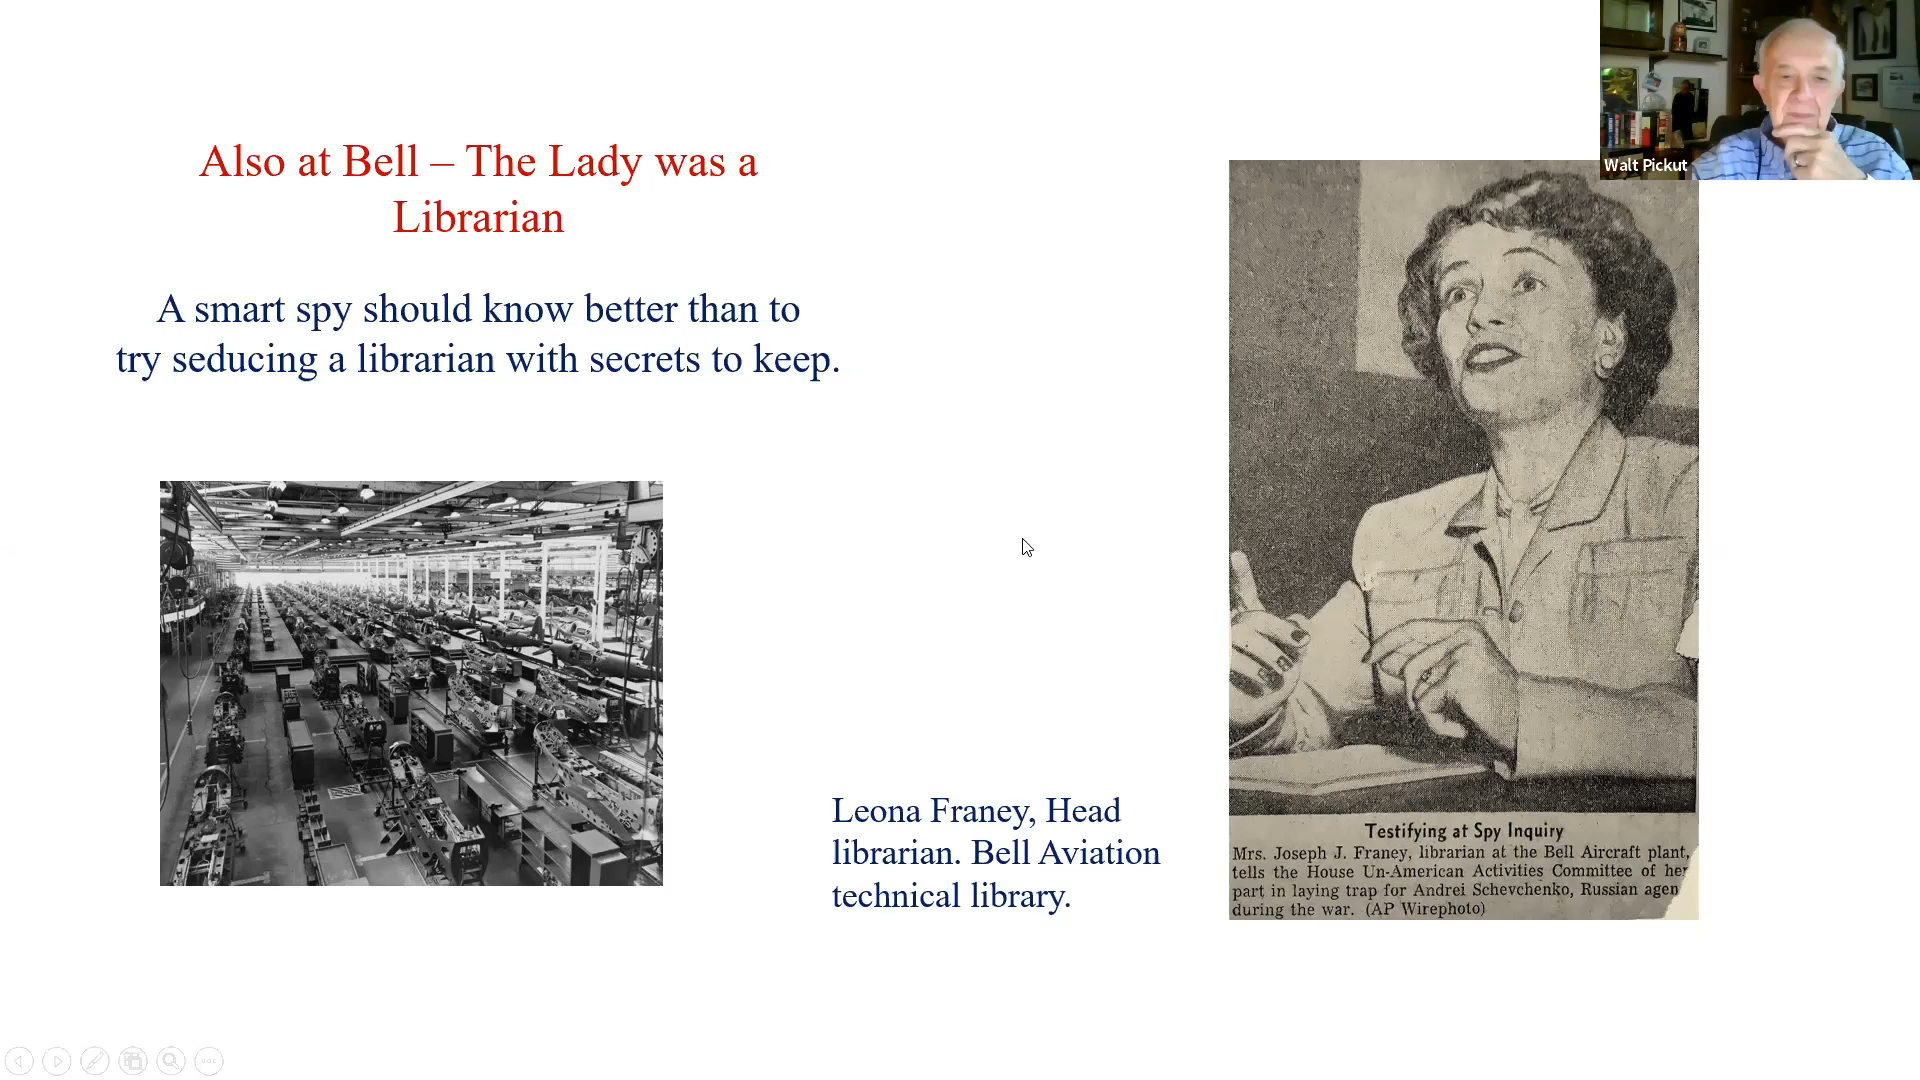 Also at Bell – The Lady was a
Librarian
A smart spy should know better than to
try seducing a librarian with secrets to keep.
Leona Franey, Head
librarian. Bell Aviation
technical library.
Testifying at Spy Inquiry
Mrs. Joseph J. Franey, librarian at the Bell Aircraft plant,
tells the House Un-American Activities Committee of her
part in laying trap for Andrei Schevchenko, Russian agen
during the war. (AP Wirephoto)
Walt Pickut